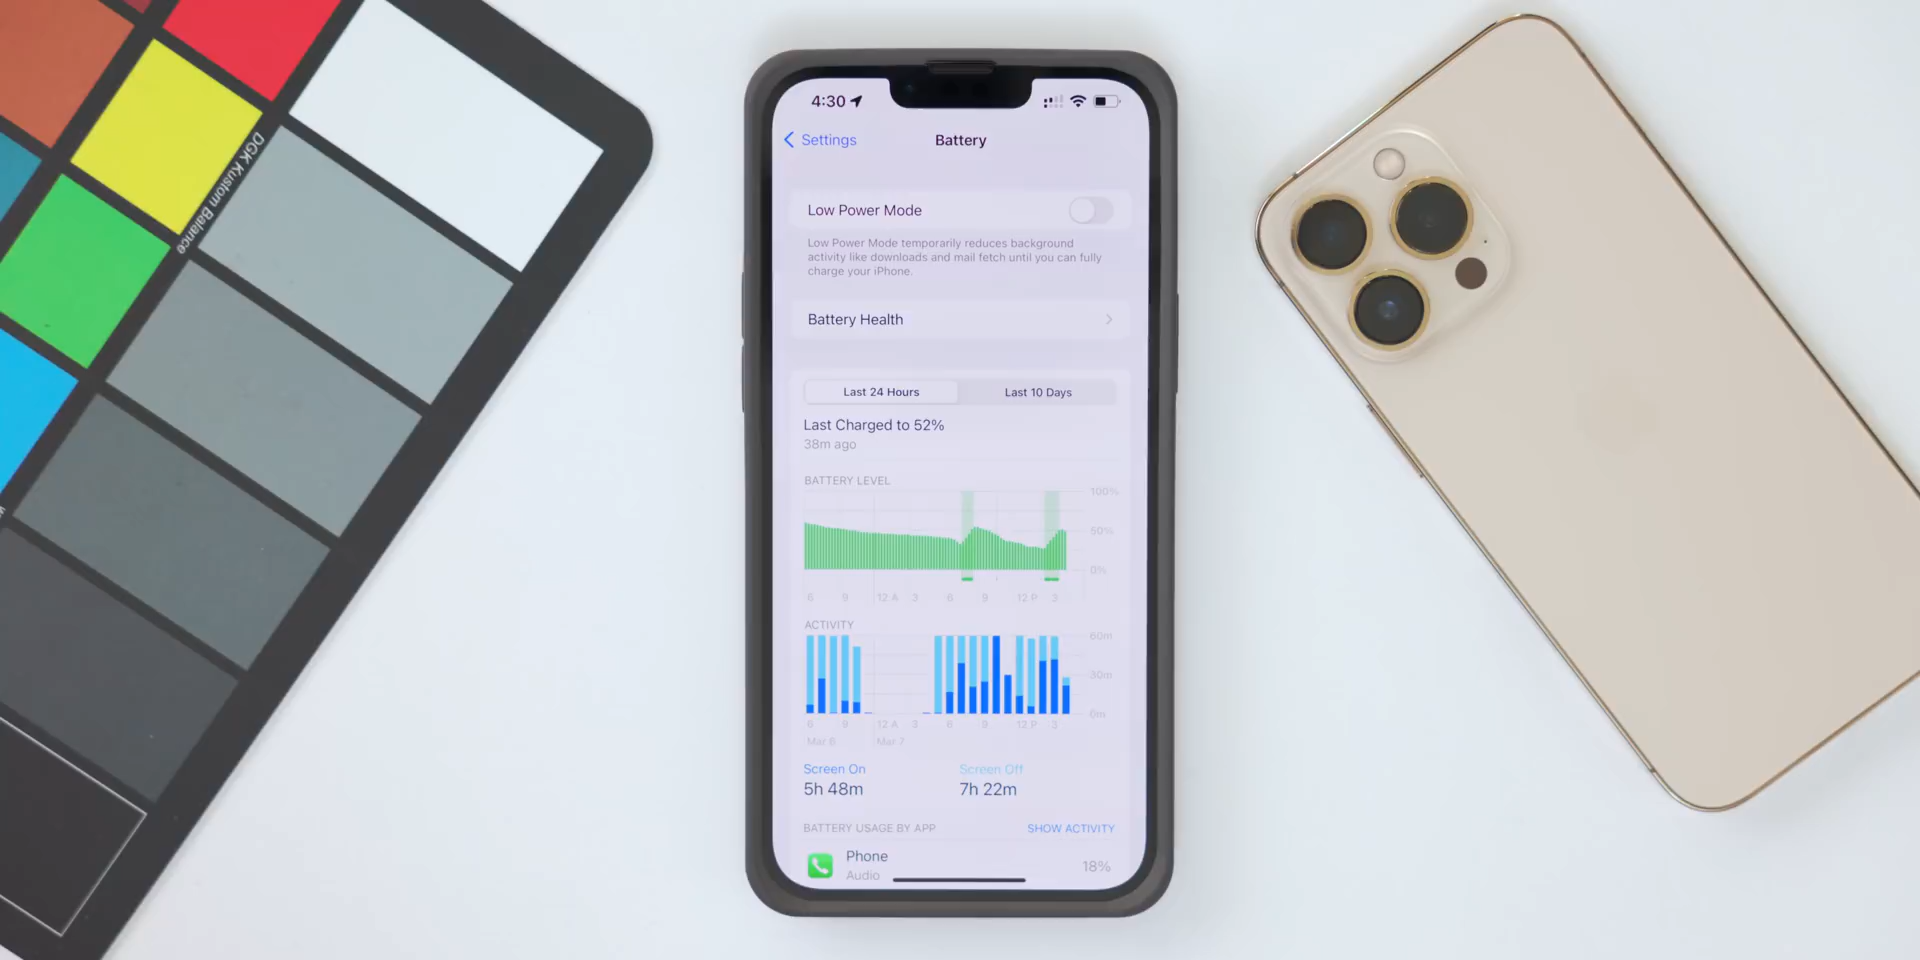 DGK Kustom Balance
4:30
Settings
Battery
Low Power Mode
Low Power Mode temporarily reduces background
activity like downloads and mail fetch until you can fully
charge your iPhone.
Battery Health
Last 24 Hours
Last 10 Days
Last Charged to 52%
38m ago
BATTERY LEVEL
100%
50%
0%
6 9 12 A 3 6 9 12 P 3
ACTIVITY
60m
30m
0m
6 9 12 A 3 6 9 12 P 3
Mar 6 Mar 7
Screen On
Screen Off
5h 48m
7h 22m
BATTERY USAGE BY APP
SHOW ACTIVITY
Phone
18%
Audio